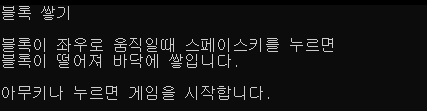 블록 쌓기
블록이 좌우로 움직일때 스페이스키를 누르면
블록이 떨어져 바닥에 쌓입니다.
아무키나 누르면 게임을 시작합니다.